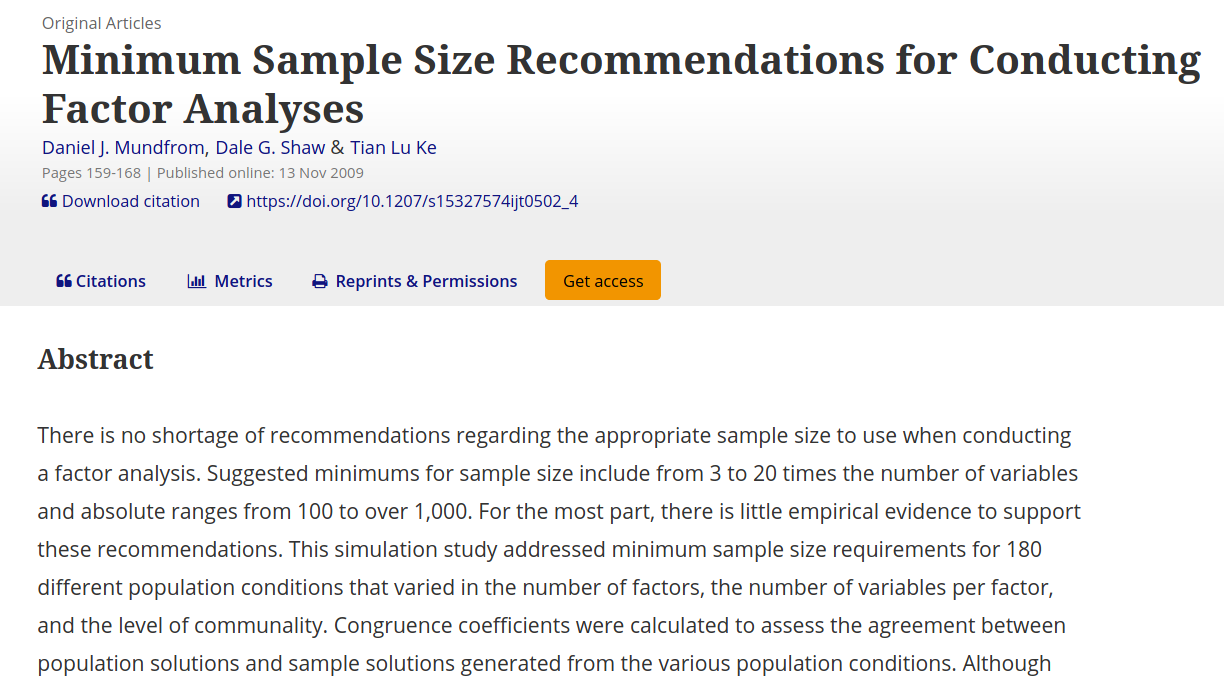 Original Articles
Minimum Sample Size Recommendations for Conducting
Factor Analyses
Daniel J. Mundfrom, Dale G. Shaw & Tian Lu Ke
Pages 159-168 | Published online: 13 Nov 2009
Download citation https://doi.org/10.1207/s15327574ijt0502_4
Citations Metrics Reprints & Permissions Get access
Abstract
There is no shortage of recommendations regarding the appropriate sample size to use when conducting
a factor analysis. Suggested minimums for sample size include from 3 to 20 times the number of variables
and absolute ranges from 100 to over 1,000. For the most part, there is little empirical evidence to support
these recommendations. This simulation study addressed minimum sample size requirements for 180
different population conditions that varied in the number of factors, the number of variables per factor,
and the level of communality. Congruence coefficients were calculated to assess the agreement between
population solutions and sample solutions generated from the various population conditions. Although